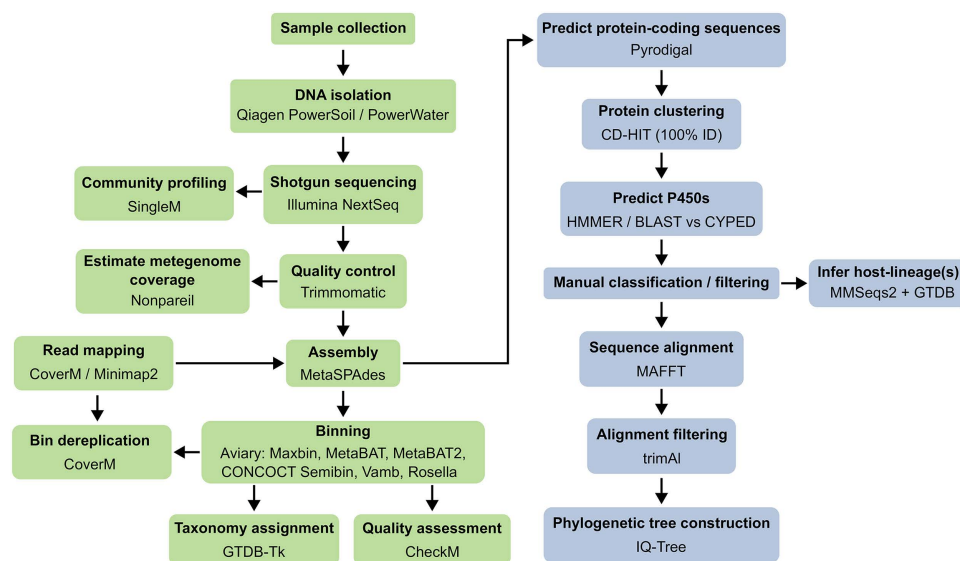 Sample collection
DNA isolation
Qiagen PowerSoil / PowerWater
Community profiling
SingleM
Shotgun sequencing
Illumina NextSeq
Estimate metegenome
coverage
Nonpareil
Quality control
Trimmomatic
Read mapping
CoverM / Minimap2
Assembly
MetaSPAdes
Bin dereplication
CoverM
Binning
Aviary: Maxbin, MetaBAT, MetaBAT2,
CONCOCT Semibin, Vamb, Rosella
Taxonomy assignment
GTDB-Tk
Quality assessment
CheckM
Predict protein-coding sequences
Pyrodigal
Protein clustering
CD-HIT (100% ID)
Predict P450s
HMMER / BLAST vs CYPED
Manual classification / filtering
Infer host-lineage(s)
MMSeqs2 + GTDB
Sequence alignment
MAFFT
Alignment filtering
trimAl
Phylogenetic tree construction
IQ-Tree